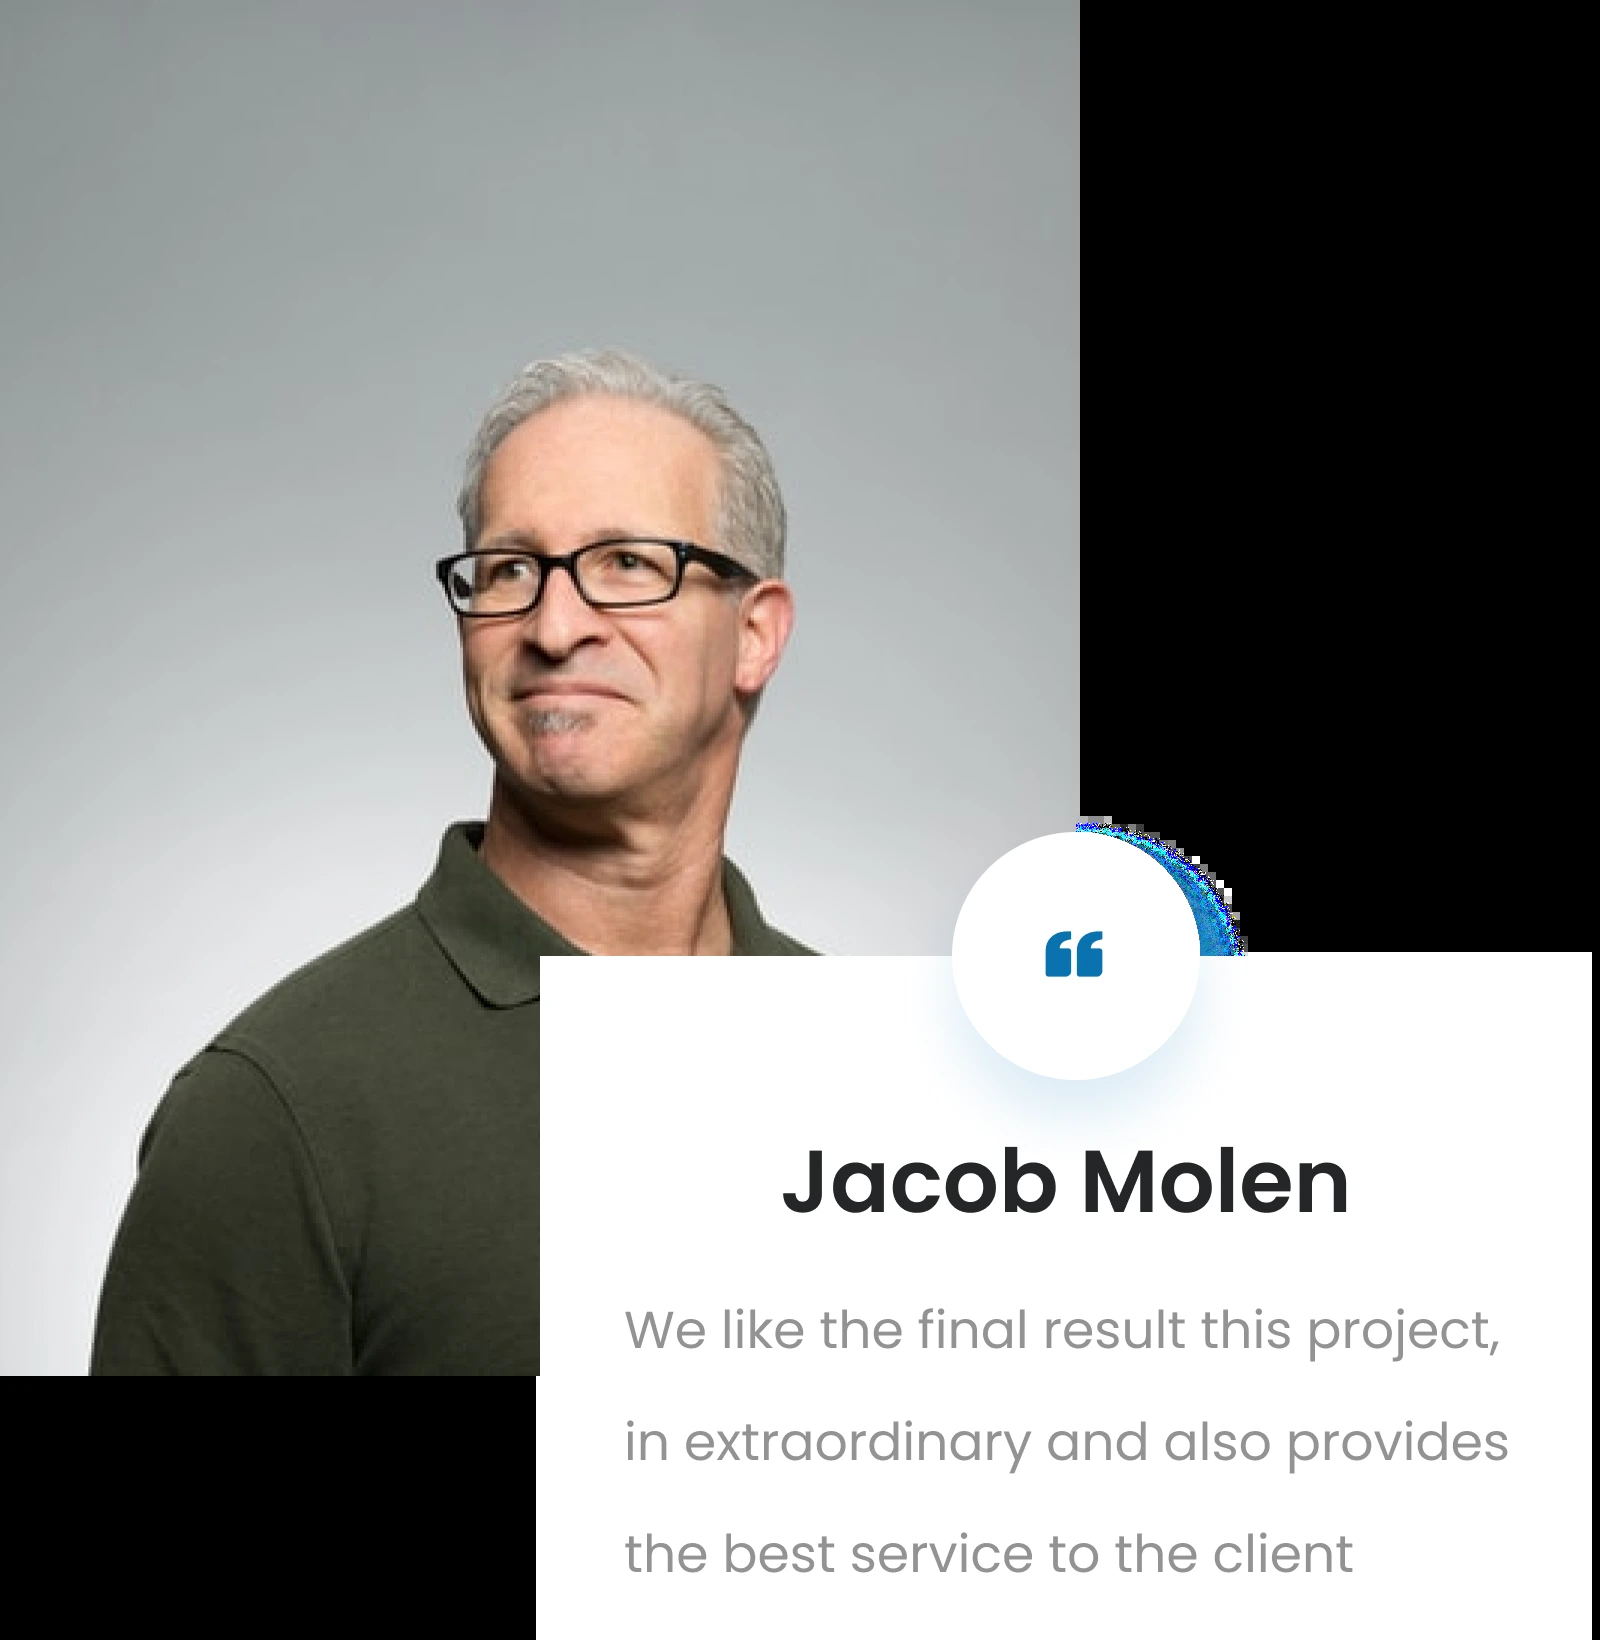 “
Jacob Molen
We like the final result this project,
in extraordinary and also provides
the best service to the client